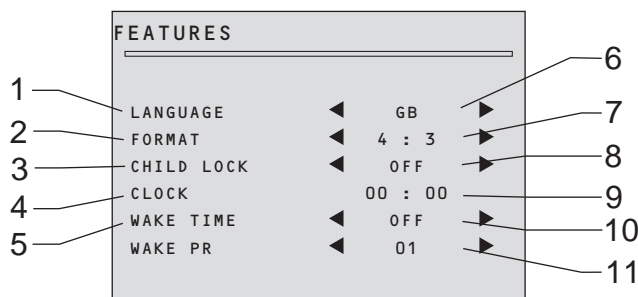 FEATURES
1 LANGUAGE GB 6
2 FORMAT 4 : 3 7
3 CHILD LOCK OFF 8
4 CLOCK 00 : 00 9
5 WAKE TIME OFF 10
WAKE PR 01 11